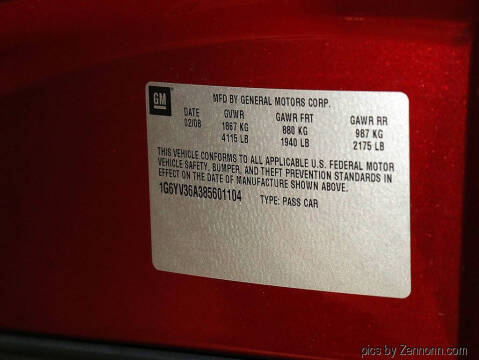 GM
MFD BY GENERAL MOTORS CORP.
DATE GVWR GAWR FRT GAWR RR
02/08 1867 KG 880 KG 987 KG
4115 LB 1940 LB 2175 LB
THIS VEHICLE CONFORMS TO ALL APPLICABLE U.S. FEDERAL MOTOR
VEHICLE SAFETY, BUMPER, AND THEFT PREVENTION STANDARDS IN
EFFECT ON THE DATE OF MANUFACTURE SHOWN ABOVE.
1G6YV36A385601104 TYPE: PASS CAR
pics by Zennonn.com